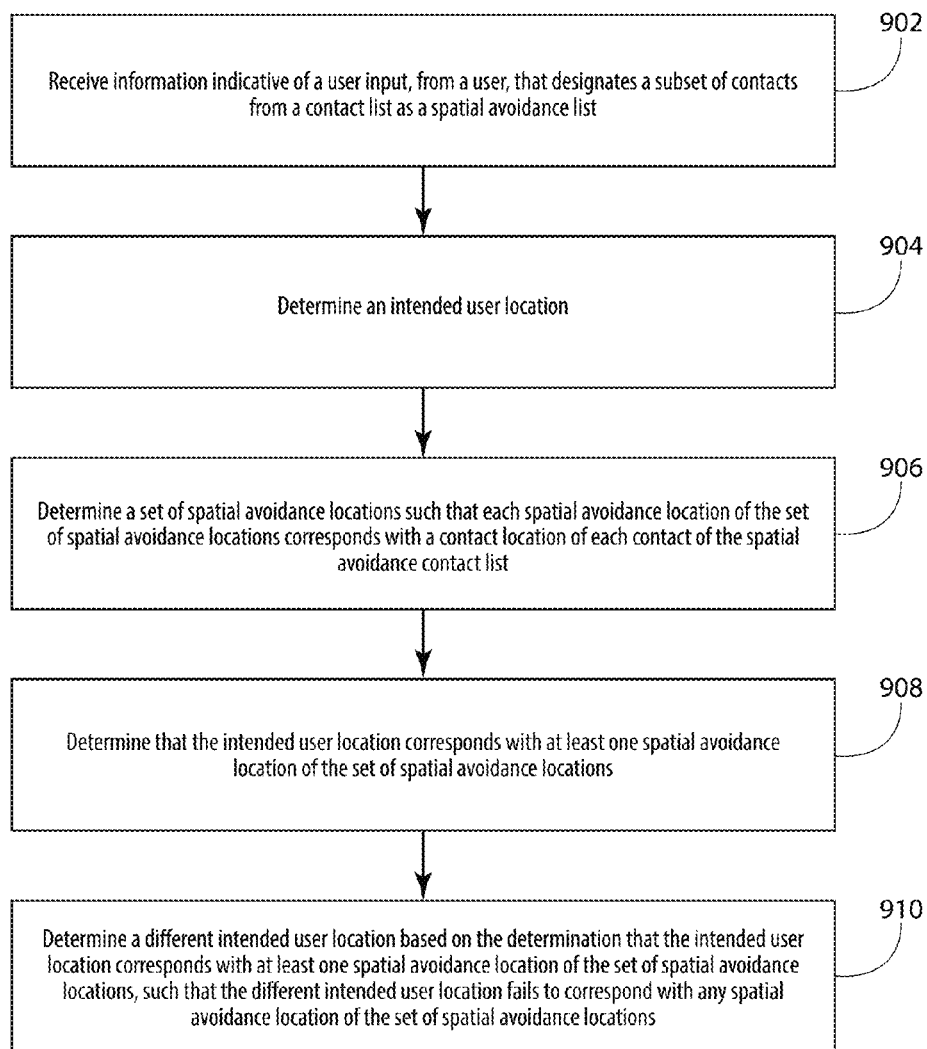 902
Receive information indicative of a user input, from a user, that designates a subset of contacts
from a contact list as a spatial avoidance list
904
Determine an intended user location
906
Determine a set of spatial avoidance locations such that each spatial avoidance location of the set
of spatial avoidance locations corresponds with a contact location of each contact of the spatial
avoidance contact list
908
Determine that the intended user location corresponds with at least one spatial avoidance
location of the set of spatial avoidance locations
910
Determine a different intended user location based on the determination that the intended user
location corresponds with at least one spatial avoidance location of the set of spatial avoidance
locations, such that the different intended user location fails to correspond with any spatial
avoidance location of the set of spatial avoidance locations